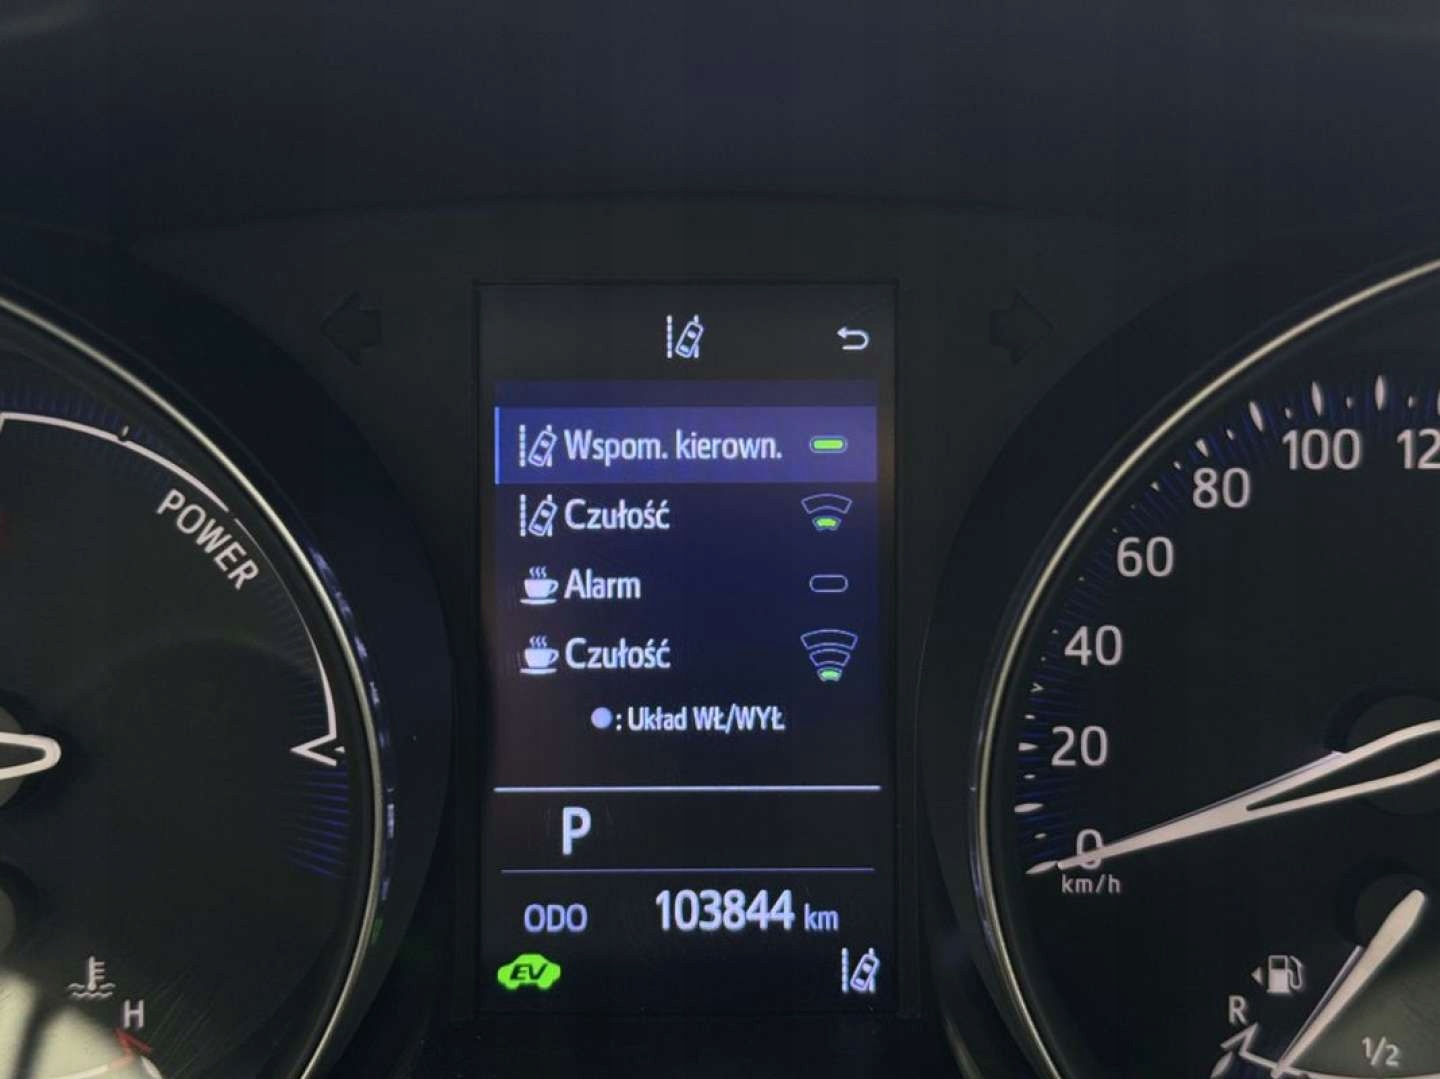 POWER
H
Wspom. kierown.
Czułość
Alarm
Czułość
: Układ WŁ/WYŁ
P
ODO 103844 km
EV
100
80
60
40
20
0
km/h
R
1/2